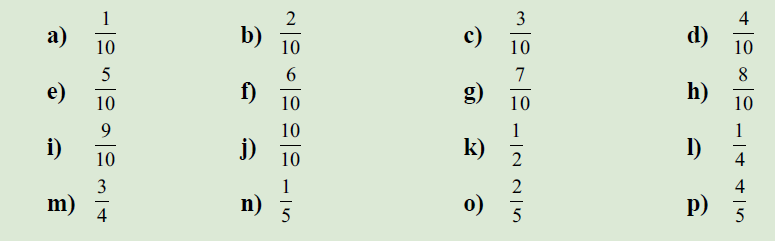 a) 1/10 b) 2/10 c) 3/10 d) 4/10
e) 5/10 f) 6/10 g) 7/10 h) 8/10
i) 9/10 j) 10/10 k) 1/2 l) 1/4
m) 3/4 n) 1/5 o) 2/5 p) 4/5